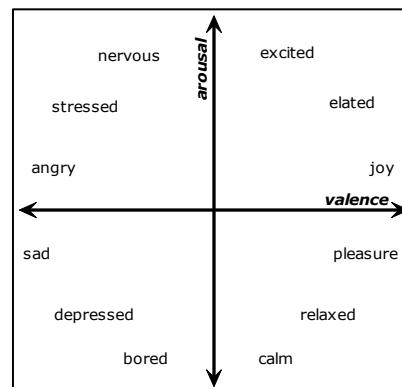 nervous
excited
arousal
stressed
elated
angry
joy
valence
sad
pleasure
depressed
relaxed
bored
calm